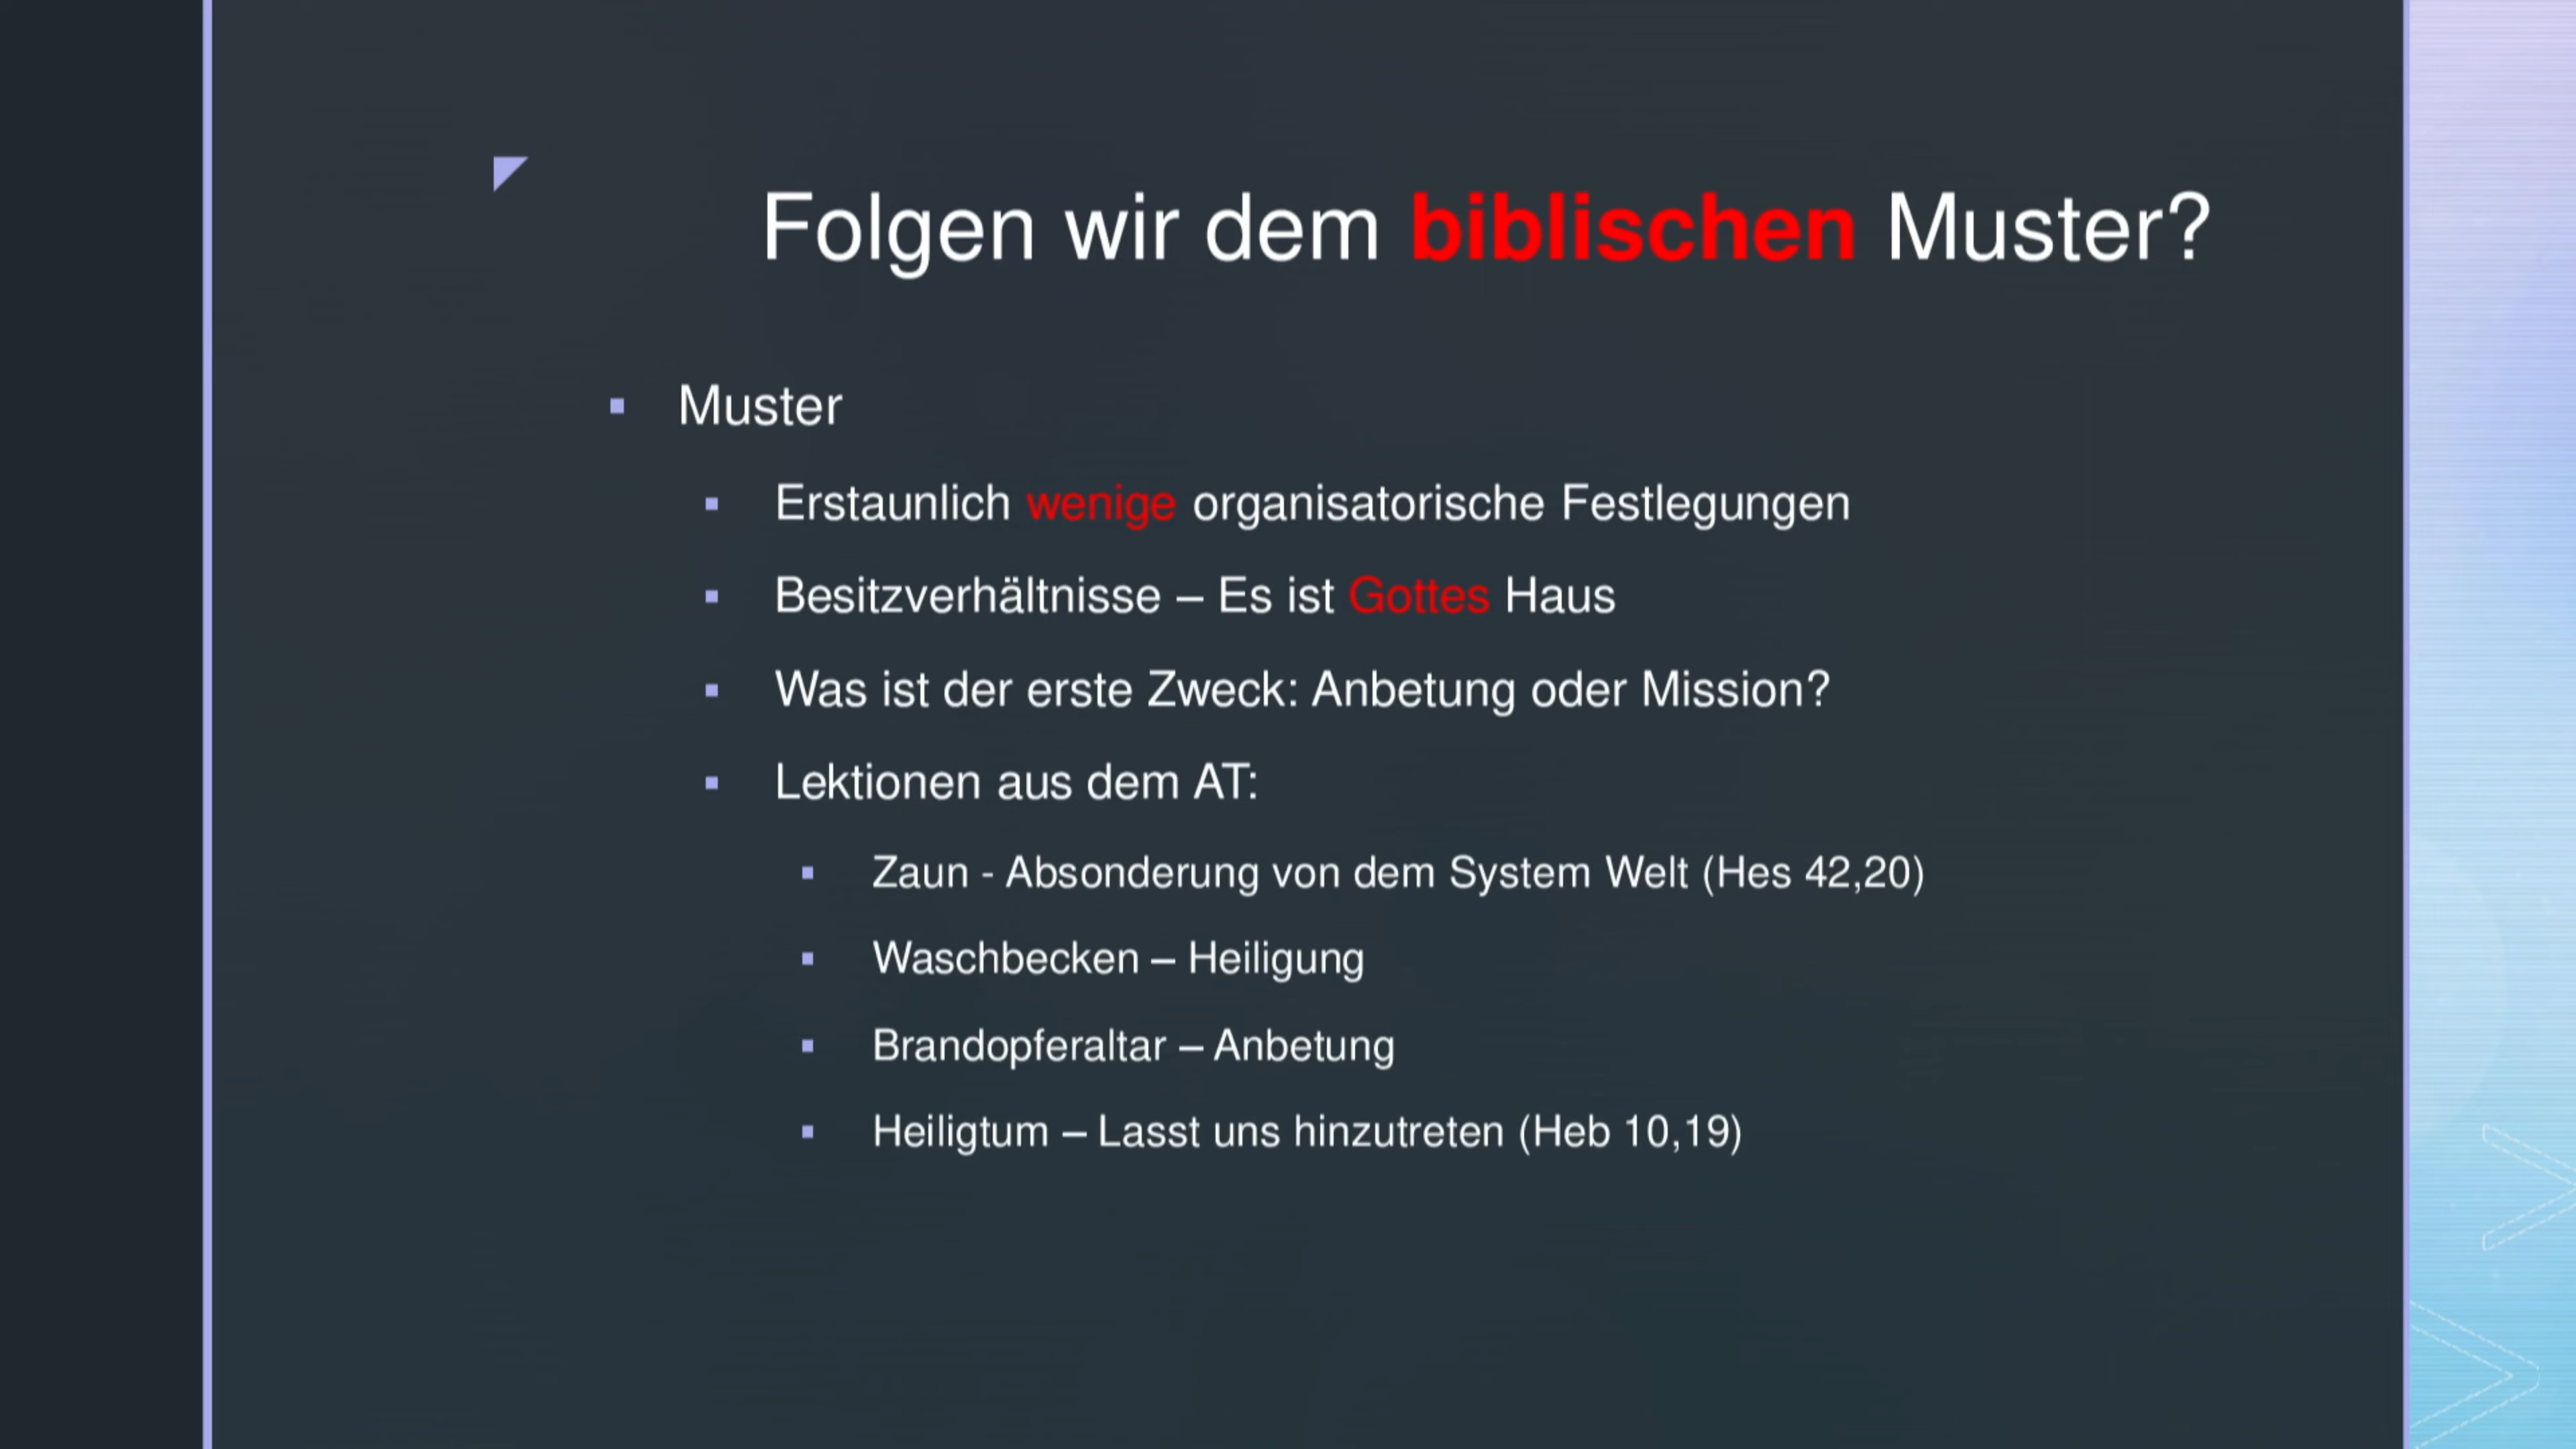 Folgen wir dem biblischen Muster?
Muster
Erstaunlich wenige organisatorische Festlegungen
Besitzverhältnisse – Es ist Gottes Haus
Was ist der erste Zweck: Anbetung oder Mission?
Lektionen aus dem AT:
Zaun - Absonderung von dem System Welt (Hes 42,20)
Waschbecken – Heiligung
Brandopferaltar – Anbetung
Heiligtum – Lasst uns hinzutreten (Heb 10,19)